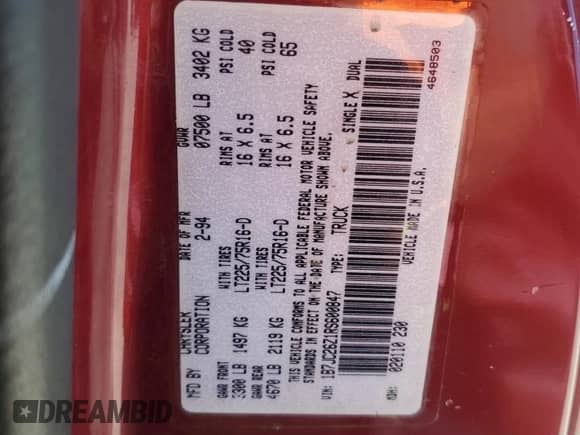 MFD BY CHRYSLER CORPORATION
DATE OF MFR 2-94
GVWR 07500 LB 3402 KG
GAWR FRONT WITH TIRES RIMS AT PSI COLD
3300 LB 1497 KG LT225/75R16-D 16 X 6.5 40
GAWR REAR WITH TIRES RIMS AT PSI COLD
4670 LB 2119 KG LT225/75R16-D 16 X 6.5 65
THIS VEHICLE CONFORMS TO ALL APPLICABLE FEDERAL MOTOR VEHICLE SAFETY
STANDARDS IN EFFECT ON THE DATE OF MANUFACTURE SHOWN ABOVE.
VIN: 1B7JC26Z1RS600847 TYPE: TRUCK SINGLE X DUAL
MDH: 020110 230 VEHICLE MADE IN U.S.A. 4648503
DREAMBID